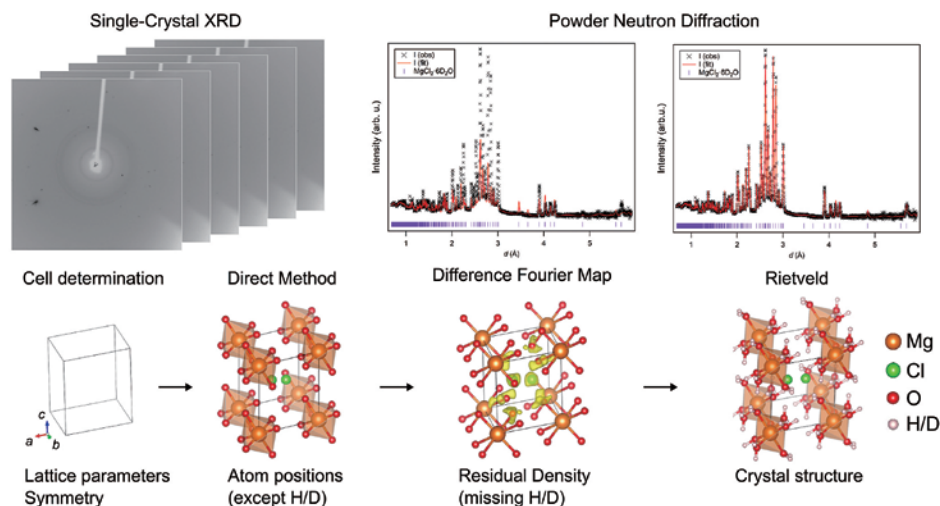 Single-Crystal XRD
Powder Neutron Diffraction
I (obs)
I (fit)
MgCl₂·6D₂O
Intensity (arb. u.)
1 2 3 4 5
d (Å)
I (obs)
I (fit)
MgCl₂·6D₂O
Intensity (arb.u.)
1 2 3 4 5
d (Å)
Cell determination
Direct Method
Difference Fourier Map
Rietveld
c
a
b
Mg
Cl
O
H/D
Lattice parameters
Symmetry
Atom positions
(except H/D)
Residual Density
(missing H/D)
Crystal structure